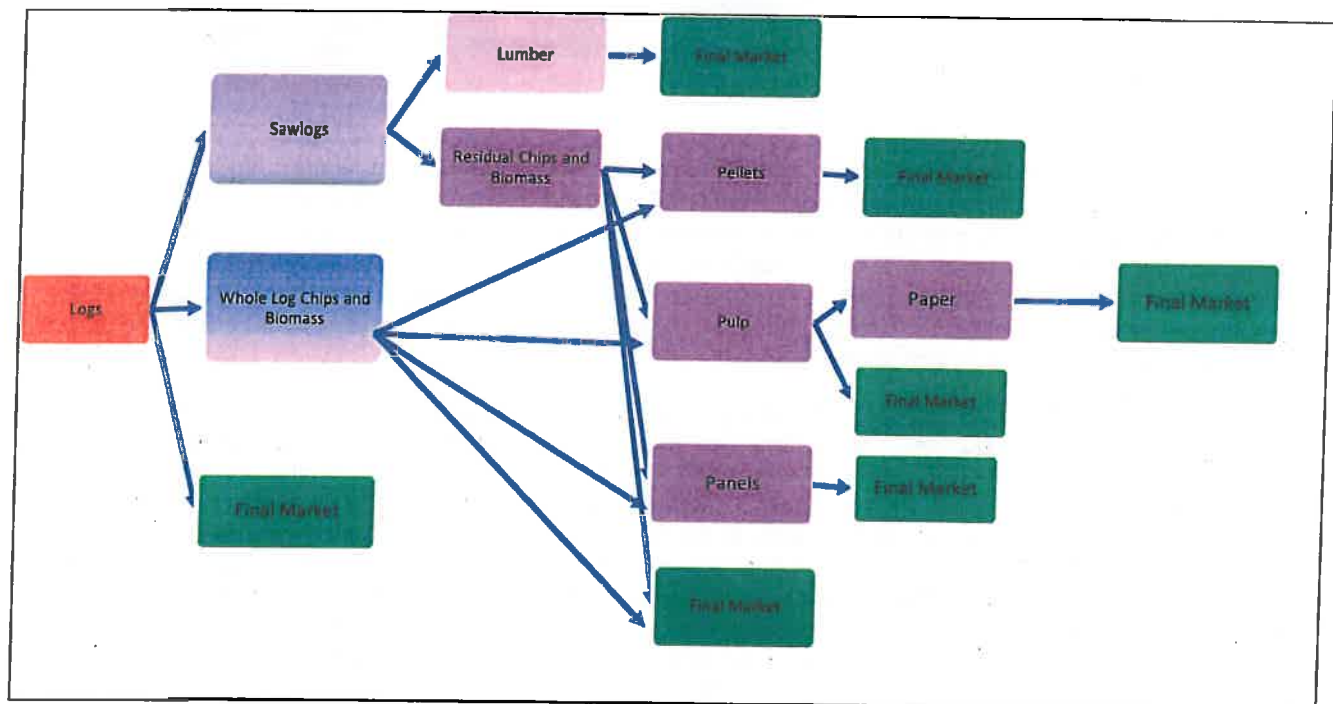 Lumber
Final Market
Sawlogs
Residual Chips and
Biomass
Pellets
Final Market
Logs
Whole Log Chips and
Biomass
Pulp
Paper
Final Market
Final Market
Final Market
Panels
Final Market
Final Market